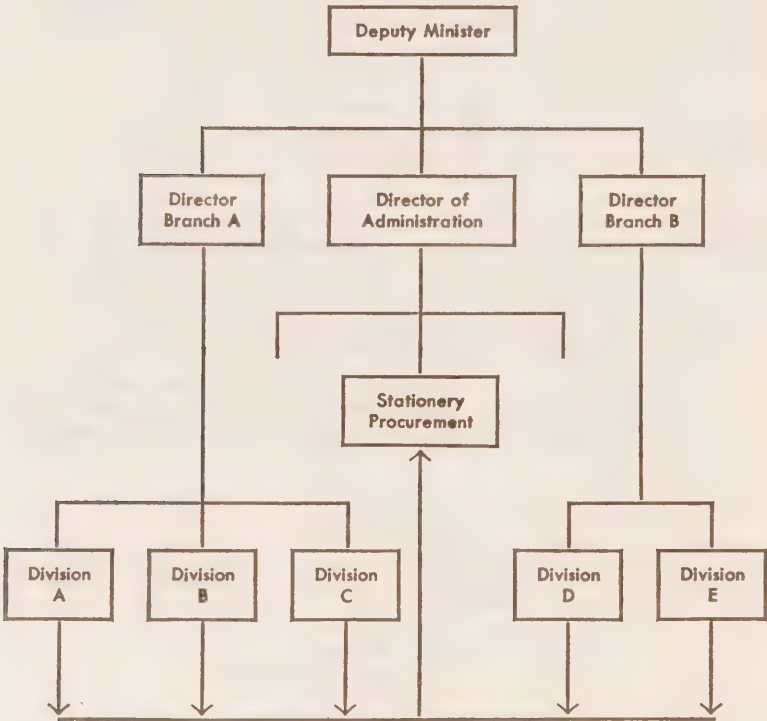 Deputy Minister
Director
Branch A
Director of
Administration
Director
Branch B
Stationery
Procurement
Division
A
Division
B
Division
C
Division
D
Division
E